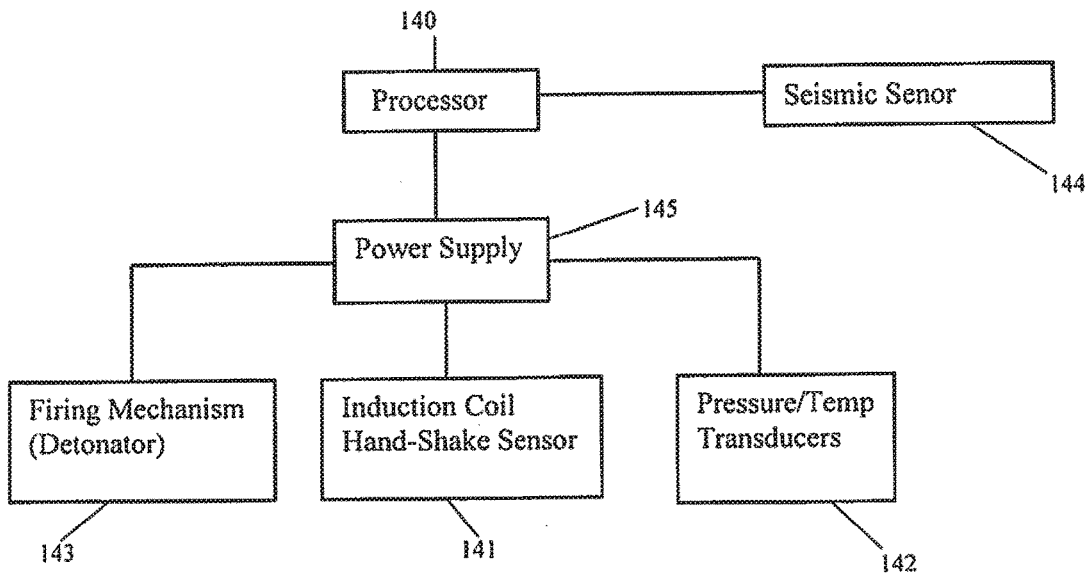 140
Processor
Seismic Senor
144
145
Power Supply
Firing Mechanism
(Detonator)
Induction Coil
Hand-Shake Sensor
Pressure/Temp
Transducers
143
141
142